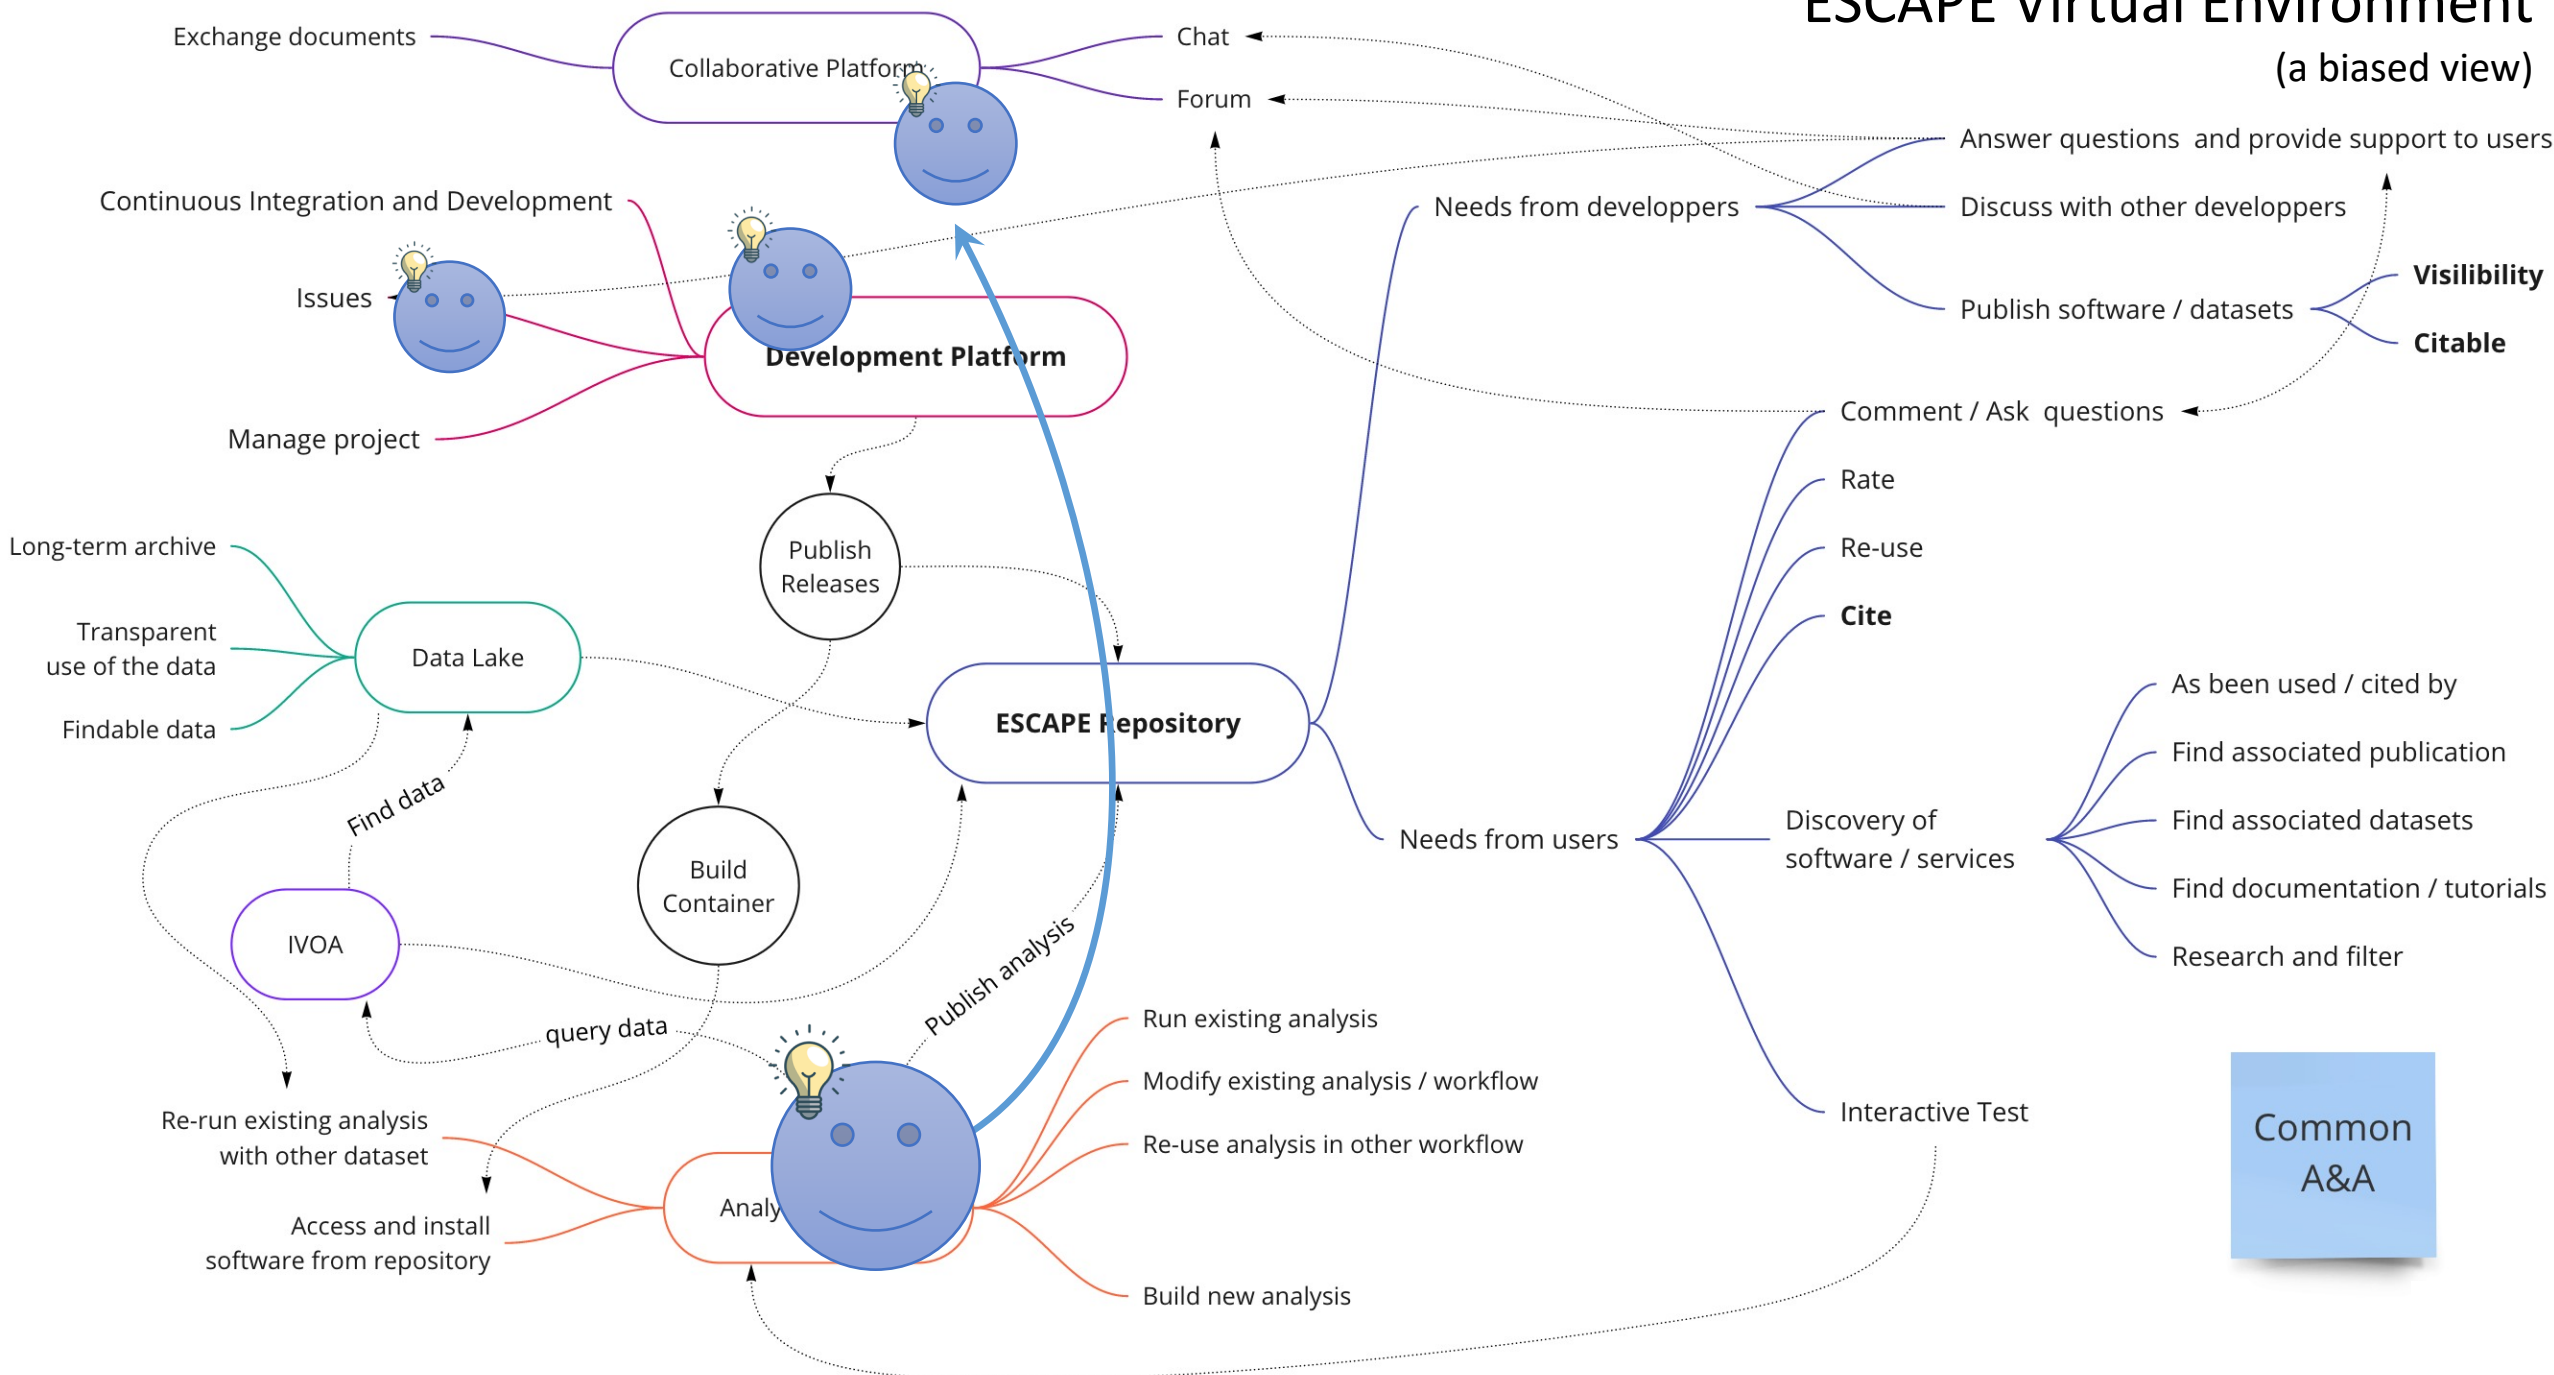 ESCAPE Virtual Environment
(a biased view)
Exchange documents
Collaborative Platform
Chat
Forum
Answer questions and provide support to users
Continuous Integration and Development
Needs from developpers
Discuss with other developpers
Issues
Visilibility
Publish software / datasets
Citable
Development Platform
Manage project
Comment / Ask questions
Rate
Re-use
Cite
Publish
Releases
Long-term archive
Transparent
use of the data
Findable data
Data Lake
ESCAPE Repository
As been used / cited by
Find associated publication
Find associated datasets
Find documentation / tutorials
Research and filter
Find data
Needs from users
Discovery of
software / services
Build
Container
IVOA
Publish analysis
query data
Run existing analysis
Modify existing analysis / workflow
Re-use analysis in other workflow
Build new analysis
Interactive Test
Common
A&A
Re-run existing analysis
with other dataset
Access and install
software from repository